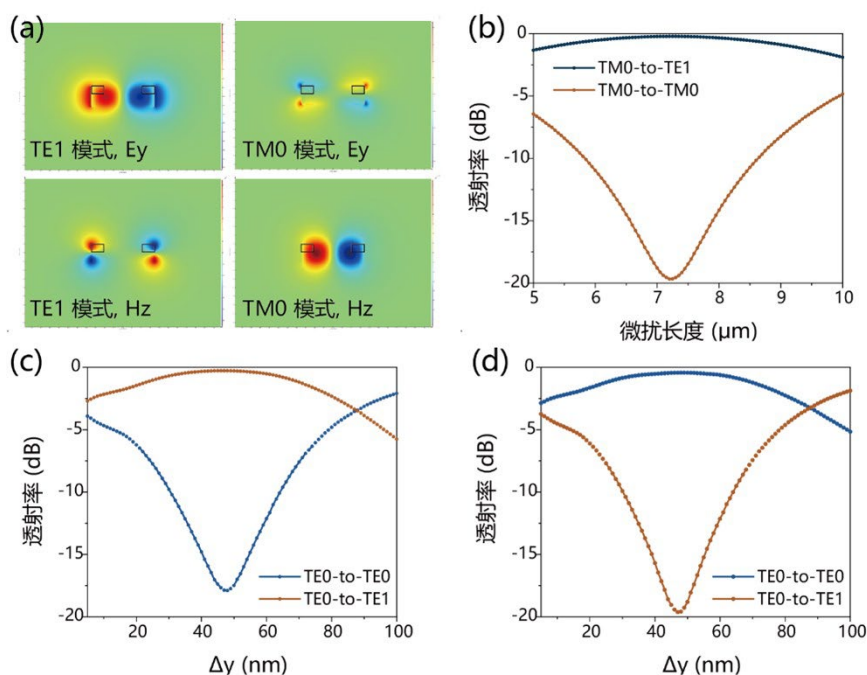 (a)
TE1 模式, Ey
TM0 模式, Ey
TE1 模式, Hz
TM0 模式, Hz
(b)
0
-5
-10
-15
-20
透射率 (dB)
TM0-to-TE1
TM0-to-TM0
5
6
7
8
9
10
微扰长度 (μm)
(c)
0
-5
-10
-15
-20
透射率 (dB)
TE0-to-TE0
TE0-to-TE1
20
40
60
80
100
Δy (nm)
(d)
0
-5
-10
-15
-20
透射率 (dB)
TE0-to-TE0
TE0-to-TE1
20
40
60
80
100
Δy (nm)